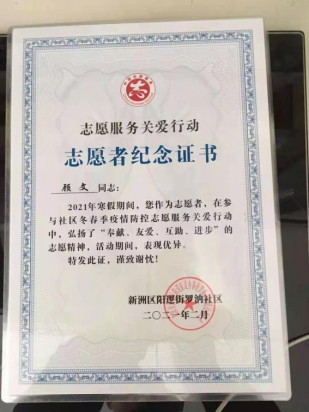 志愿服务关爱行动
志愿者纪念证书
顾文 同志：
2021年寒假期间，您作为志愿者，在参
与社区冬春季疫情防控志愿服务关爱行动
中，弘扬了“奉献、友爱、互助、进步”的
志愿精神，活动期间，表现优异。
特发此证，谨致谢忱！
新洲区阳逻街罗汭社区
二〇二一年二月